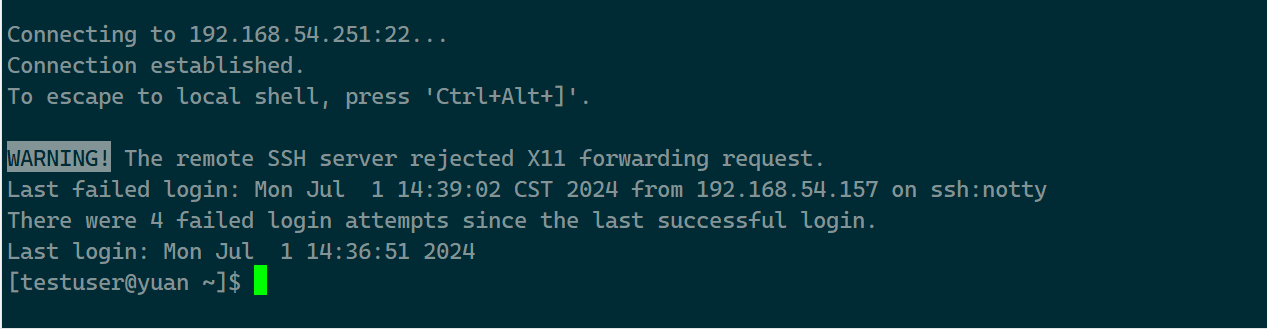 Connecting to 192.168.54.251:22...
Connection established.
To escape to local shell, press 'Ctrl+Alt+]'.
WARNING! The remote SSH server rejected X11 forwarding request.
Last failed login: Mon Jul  1 14:39:02 CST 2024 from 192.168.54.157 on ssh:notty
There were 4 failed login attempts since the last successful login.
Last login: Mon Jul  1 14:36:51 2024
[testuser@yuan ~]$